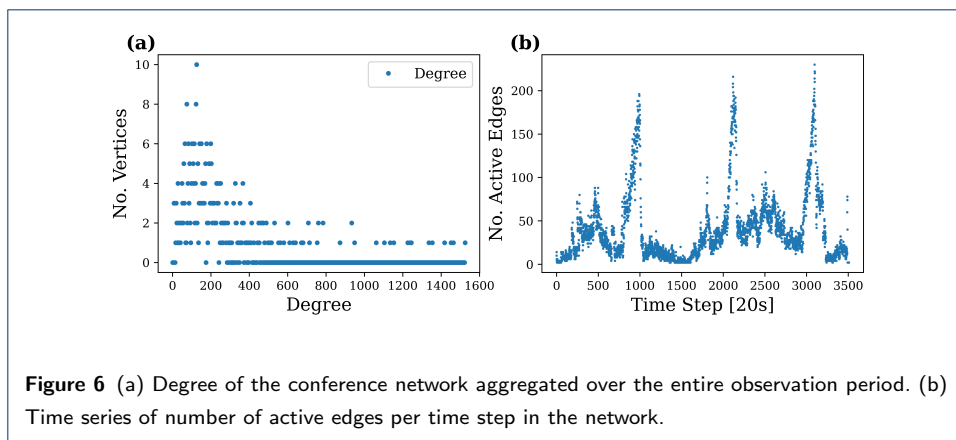 (a)
10
8
6
4
2
0
No. Vertices
Degree
0 200 400 600 800 1000 1200 1400 1600
Degree
(b)
200
150
100
50
0
No. Active Edges
0 500 1000 1500 2000 2500 3000 3500
Time Step [20s]
Figure 6 (a) Degree of the conference network aggregated over the entire observation period. (b)
Time series of number of active edges per time step in the network.